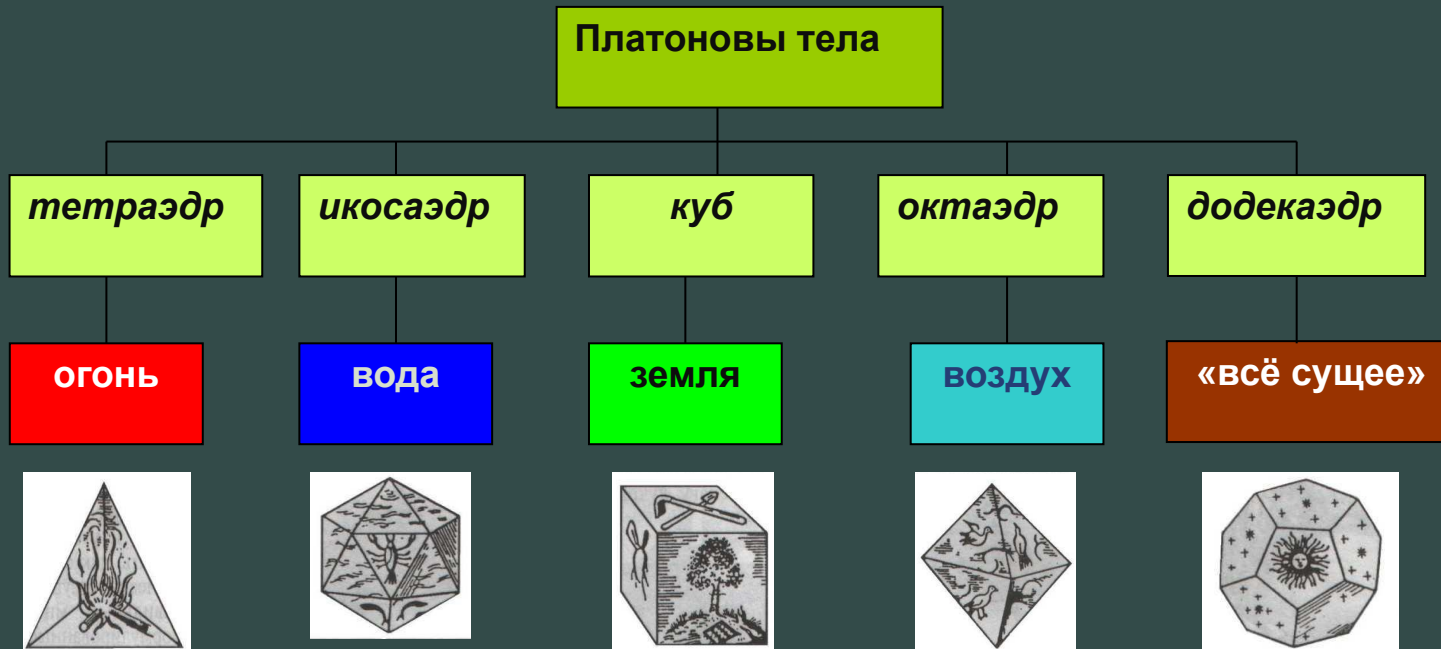 Платоновы тела
тетраэдр
икосаэдр
куб
октаэдр
додекаэдр
огонь
вода
земля
воздух
«всё сущее»